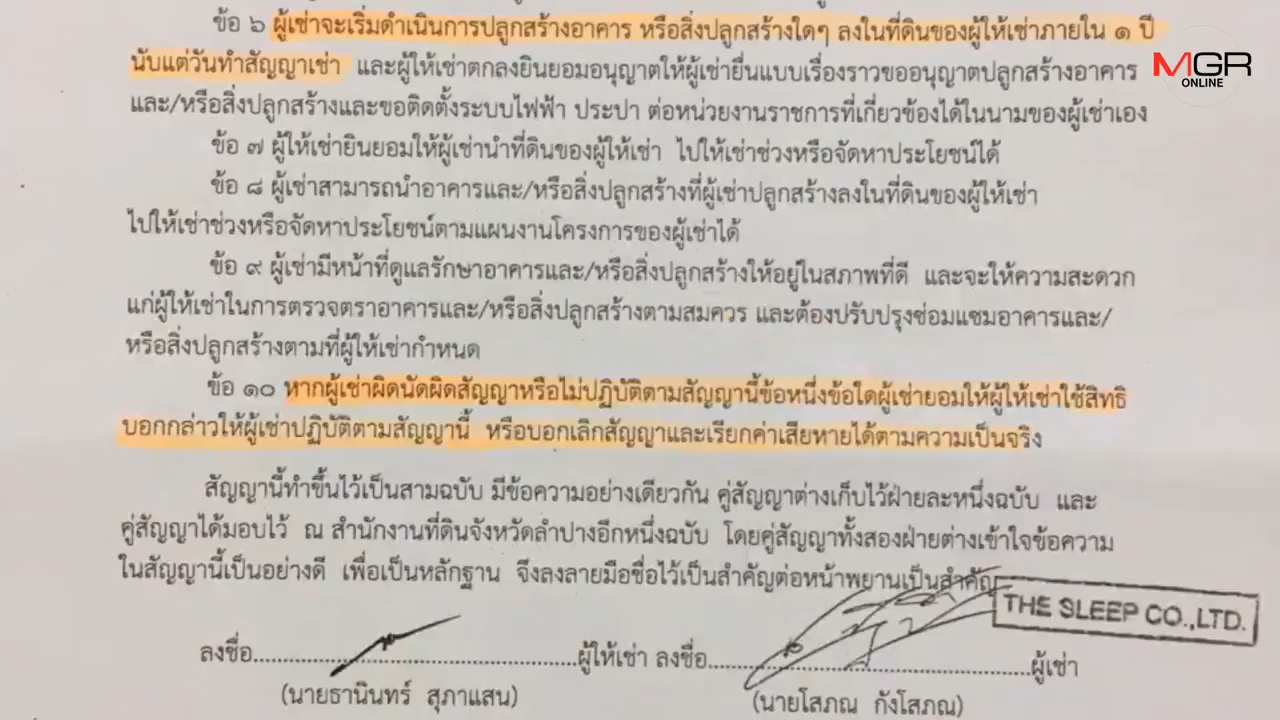 ข้อ ๖ ผู้เช่าจะเริ่มดำเนินการปลูกสร้างอาคาร หรือสิ่งปลูกสร้างใดๆ ลงในที่ดินของผู้ให้เช่าภายใน ๑ ปี
นับแต่วันทำสัญญาเช่า และผู้ให้เช่าตกลงยินยอมอนุญาตให้ผู้เช่ายื่นแบบเรื่องราวขออนุญาตปลูกสร้างอาคาร
และ/หรือสิ่งปลูกสร้างและขอติดตั้งระบบไฟฟ้า ประปา ต่อหน่วยงานราชการที่เกี่ยวข้องได้ในนามของผู้เช่าเอง
ข้อ ๗ ผู้ให้เช่ายินยอมให้ผู้เช่านำที่ดินของผู้ให้เช่า ไปให้เช่าช่วงหรือจัดหาประโยชน์ได้
ข้อ ๘ ผู้เช่าสามารถนำอาคารและ/หรือสิ่งปลูกสร้างที่ผู้เช่าปลูกสร้างลงในที่ดินของผู้ให้เช่า
ไปให้เช่าช่วงหรือจัดหาประโยชน์ตามแผนงานโครงการของผู้เช่าได้
ข้อ ๙ ผู้เช่ามีหน้าที่ดูแลรักษาอาคารและ/หรือสิ่งปลูกสร้างให้อยู่ในสภาพที่ดี และจะให้ความสะดวก
แก่ผู้ให้เช่าในการตรวจตราอาคารและ/หรือสิ่งปลูกสร้างตามสมควร และต้องปรับปรุงซ่อมแซมอาคารและ/
หรือสิ่งปลูกสร้างตามที่ผู้ให้เช่ากำหนด
ข้อ ๑๐ หากผู้เช่าผิดนัดผิดสัญญาหรือไม่ปฏิบัติตามสัญญานี้ข้อหนึ่งข้อใดผู้เช่ายอมให้ผู้ให้เช่าใช้สิทธิ
บอกกล่าวให้ผู้เช่าปฏิบัติตามสัญญานี้ หรือบอกเลิกสัญญาและเรียกค่าเสียหายได้ตามความเป็นจริง
สัญญานี้ทำขึ้นไว้เป็นสามฉบับ มีข้อความอย่างเดียวกัน คู่สัญญาต่างเก็บไว้ฝ่ายละหนึ่งฉบับ และ
คู่สัญญาได้มอบไว้ ณ สำนักงานที่ดินจังหวัดลำปางอีกหนึ่งฉบับ โดยคู่สัญญาทั้งสองฝ่ายต่างเข้าใจข้อความ
ในสัญญานี้เป็นอย่างดี เพื่อเป็นหลักฐาน จึงลงลายมือชื่อไว้เป็นสำคัญต่อหน้าพยานเป็นสำคัญ
THE SLEEP CO.,LTD.
ลงชื่อ..........ผู้ให้เช่า ลงชื่อ..........ผู้เช่า
(นายธานินทร์ สุภาแสน) (นายโสภณ กังโสภณ)
MGR
ONLINE